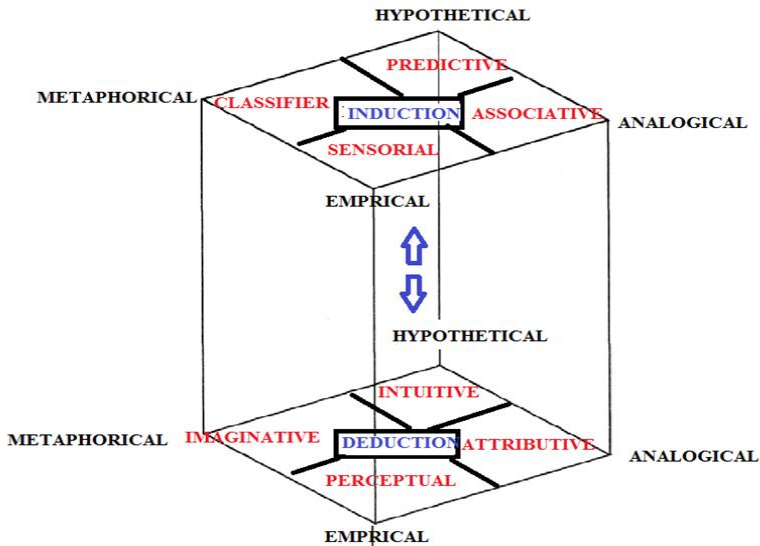 HYPOTHETICAL
PREDICTIVE
METAPHORICAL
CLASSIFIER
INDUCTION
ASSOCIATIVE
ANALOGICAL
SENSORIAL
EMPRICAL
HYPOTHETICAL
INTUITIVE
METAPHORICAL
IMAGINATIVE
DEDUCTION
ATTRIBUTIVE
ANALOGICAL
PERCEPTUAL
EMPRICAL